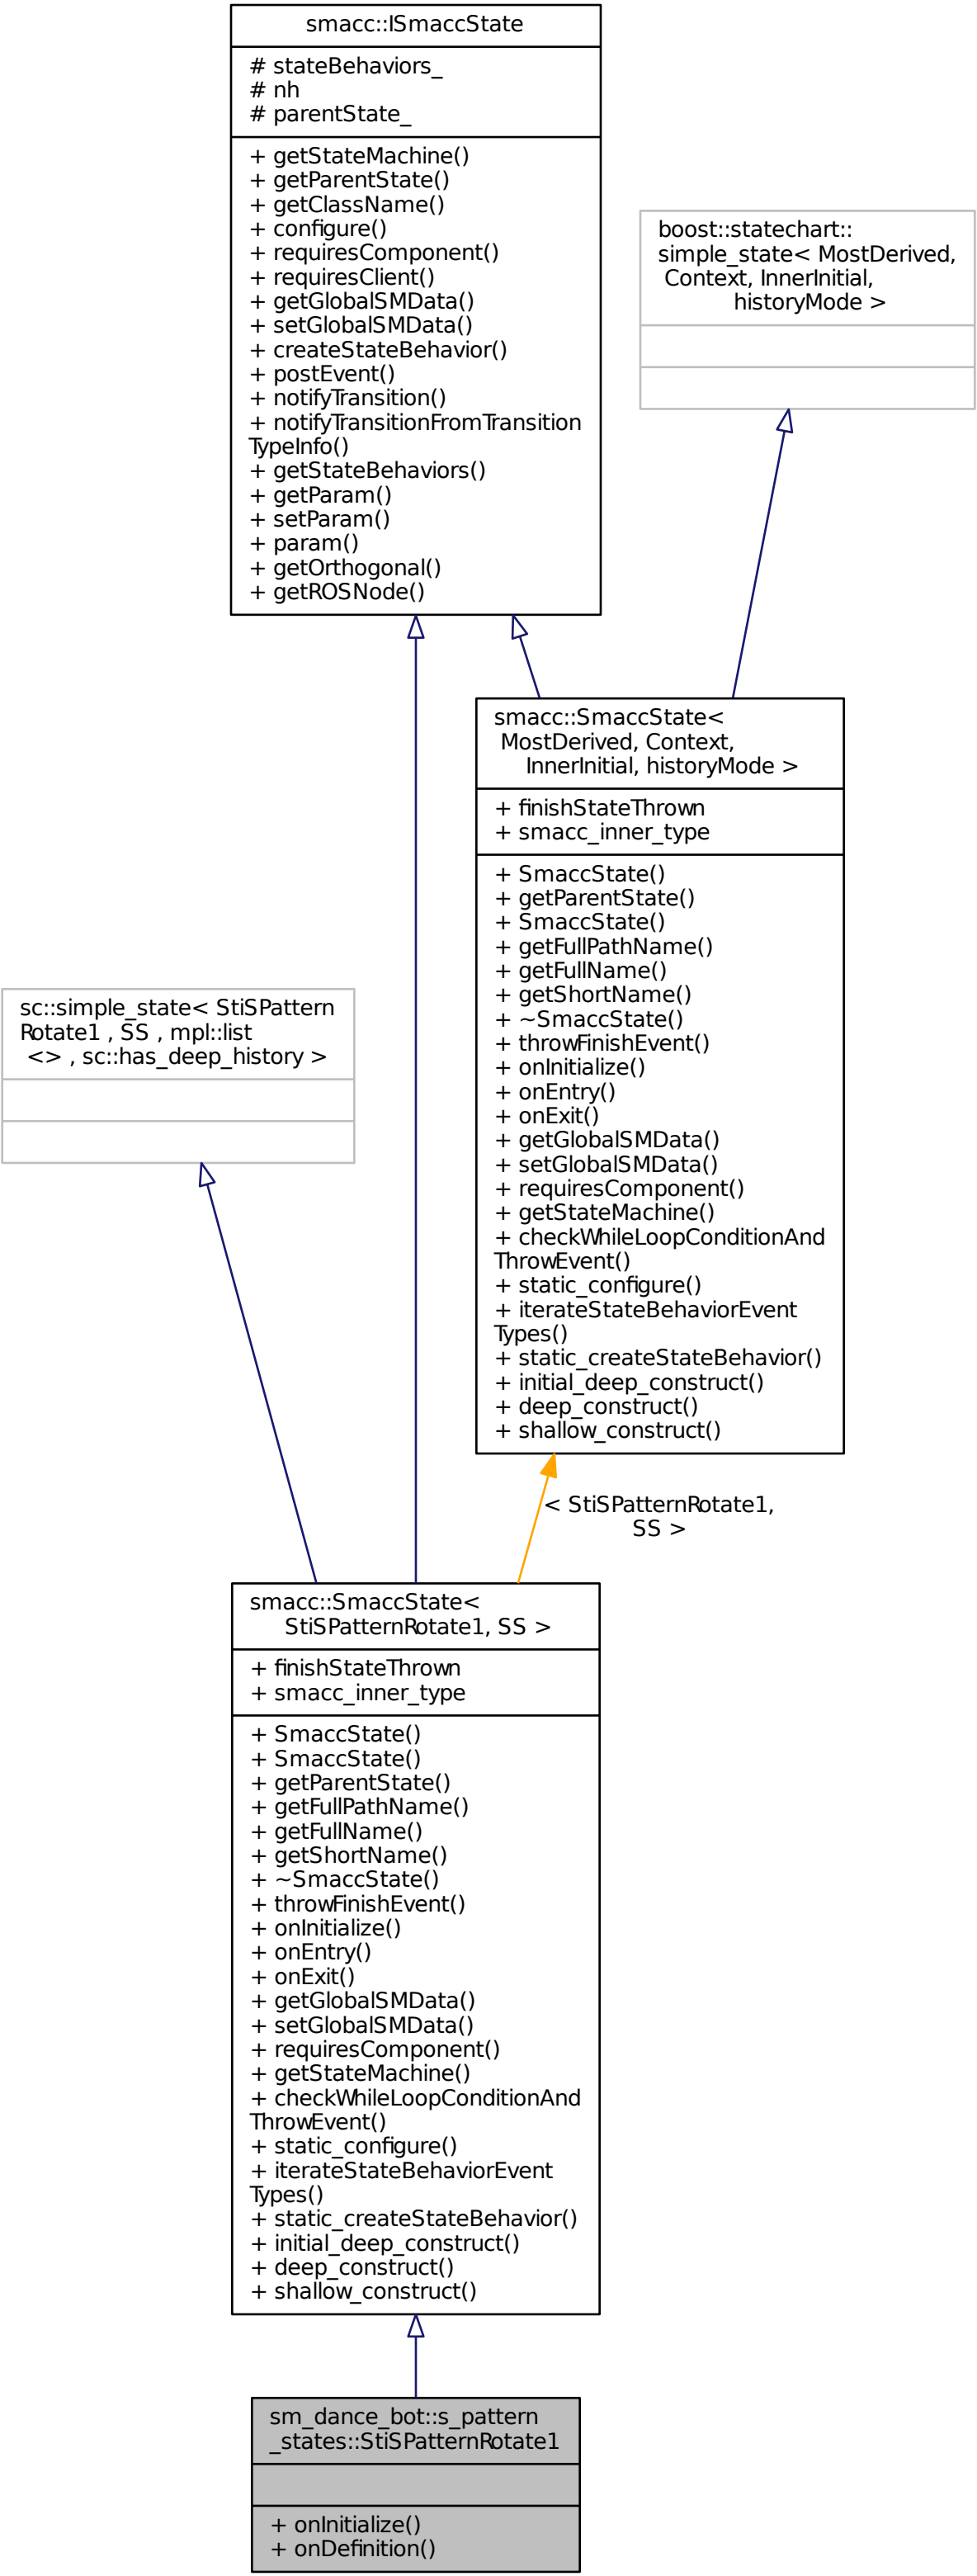 smacc::ISmaccState
# stateBehaviors_
# nh
# parentState_
+ getStateMachine()
+ getParentState()
+ getClassName()
+ configure()
+ requiresComponent()
+ requiresClient()
+ getGlobalSMData()
+ setGlobalSMData()
+ createStateBehavior()
+ postEvent()
+ notifyTransition()
+ notifyTransitionFromTransition
TypeInfo()
+ getStateBehaviors()
+ getParam()
+ setParam()
+ param()
+ getOrthogonal()
+ getROSNode()
boost::statechart::
simple_state< MostDerived,
Context, InnerInitial,
historyMode >
smacc::SmaccState<
MostDerived, Context,
InnerInitial, historyMode >
+ finishStateThrown
+ smacc_inner_type
+ SmaccState()
+ getParentState()
+ SmaccState()
+ getFullPathName()
+ getFullName()
+ getShortName()
+ ~SmaccState()
+ throwFinishEvent()
+ onInitialize()
+ onEntry()
+ onExit()
+ getGlobalSMData()
+ setGlobalSMData()
+ requiresComponent()
+ getStateMachine()
+ checkWhileLoopConditionAnd
ThrowEvent()
+ static_configure()
+ iterateStateBehaviorEvent
Types()
+ static_createStateBehavior()
+ initial_deep_construct()
+ deep_construct()
+ shallow_construct()
sc::simple_state< StiSPattern
Rotate1 , SS , mpl::list
<> , sc::has_deep_history >
< StiSPatternRotate1,
SS >
smacc::SmaccState<
StiSPatternRotate1, SS >
+ finishStateThrown
+ smacc_inner_type
+ SmaccState()
+ SmaccState()
+ getParentState()
+ getFullPathName()
+ getFullName()
+ getShortName()
+ ~SmaccState()
+ throwFinishEvent()
+ onInitialize()
+ onEntry()
+ onExit()
+ getGlobalSMData()
+ setGlobalSMData()
+ requiresComponent()
+ getStateMachine()
+ checkWhileLoopConditionAnd
ThrowEvent()
+ static_configure()
+ iterateStateBehaviorEvent
Types()
+ static_createStateBehavior()
+ initial_deep_construct()
+ deep_construct()
+ shallow_construct()
sm_dance_bot::s_pattern
_states::StiSPatternRotate1
+ onInitialize()
+ onDefinition()